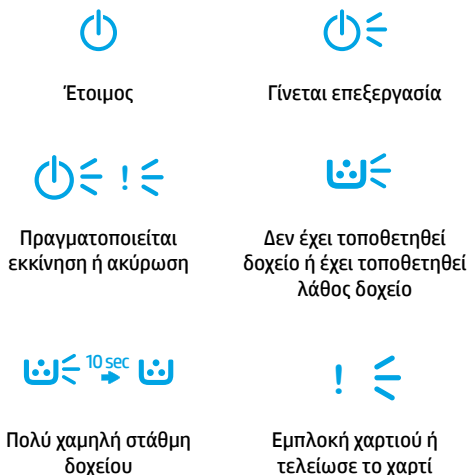 Έτοιμος
Γίνεται επεξεργασία
!
Πραγματοποιείται
εκκίνηση ή ακύρωση
Δεν έχει τοποθετηθεί
δοχείο ή έχει τοποθετηθεί
λάθος δοχείο
10 sec
Πολύ χαμηλή στάθμη
δοχείου
!
Εμπλοκή χαρτιού ή
τελείωσε το χαρτί